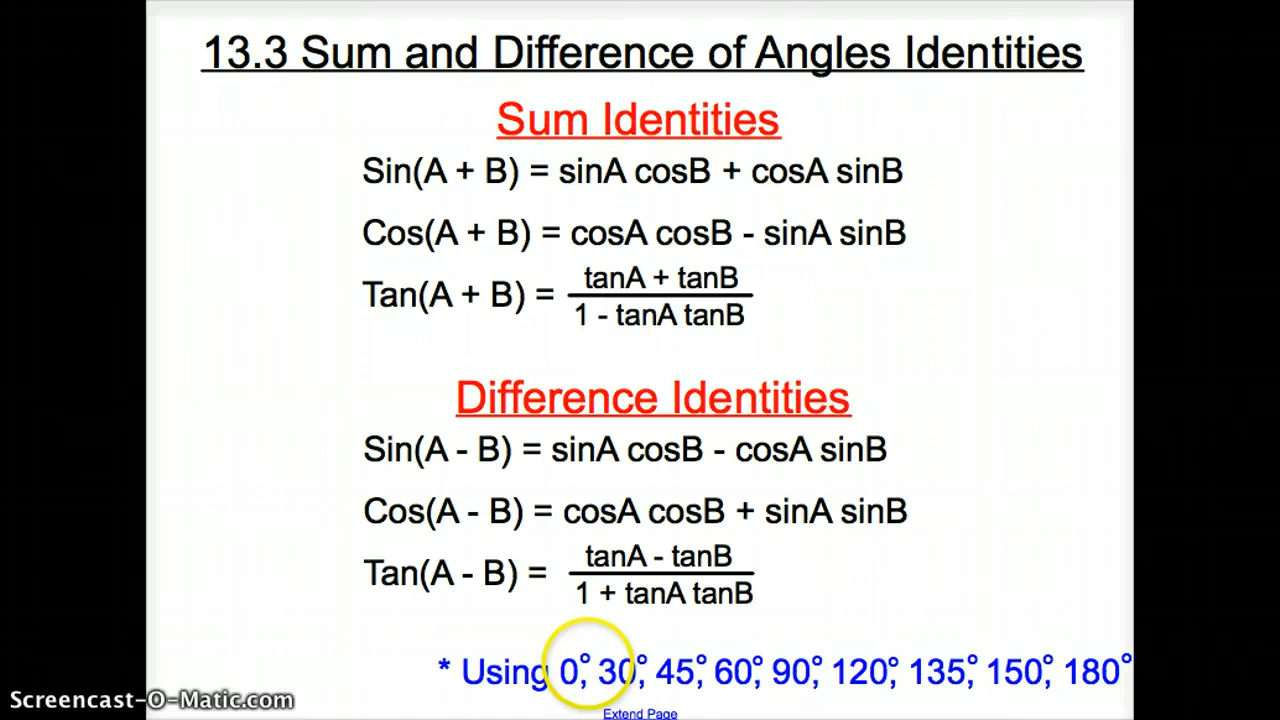 13.3 Sum and Difference of Angles Identities
Sum Identities
Sin(A + B) = sinA cosB + cosA sinB
Cos(A + B) = cosA cosB - sinA sinB
Tan(A + B) = tanA + tanB
1 - tanA tanB
Difference Identities
Sin(A - B) = sinA cosB - cosA sinB
Cos(A - B) = cosA cosB + sinA sinB
Tan(A - B) = tanA - tanB
1 + tanA tanB
* Using 0°, 30°, 45°, 60°, 90°, 120°, 135°, 150°, 180°
Screencast-O-Matic.com
Extend Page